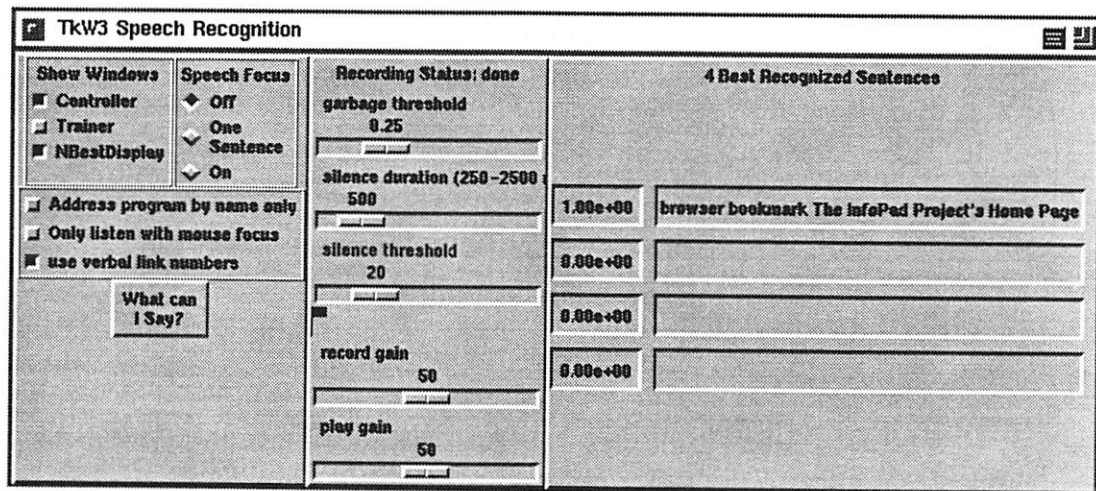 TkW3 Speech Recognition
Show Windows
Controller
Trainer
NBestDisplay
Speech Focus
Off
One
Sentence
On
Address program by name only
Only listen with mouse focus
use verbal link numbers
What can
I Say?
Recording Status: done
garbage threshold
0.25
silence duration (250-2500
500
silence threshold
20
record gain
50
play gain
50
4 Best Recognized Sentences
1.00e+00 browser bookmark The InfoPad Project's Home Page
0.00e+00
0.00e+00
0.00e+00